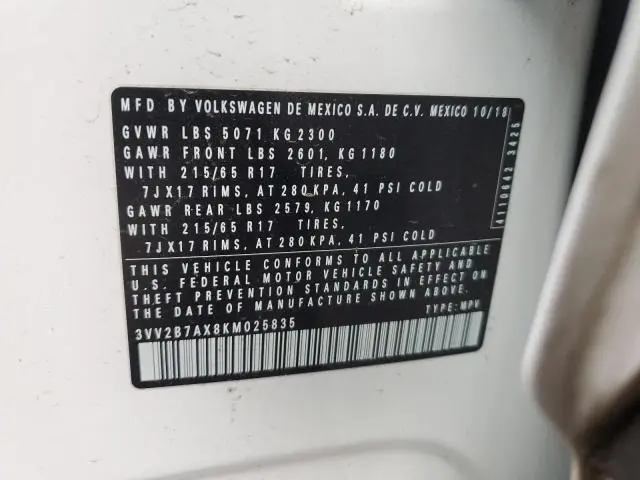 MFD BY VOLKSWAGEN DE MEXICO S.A. DE C.V. MEXICO 10/18
GVWR LBS 5071 KG 2300
GAWR FRONT LBS 2601, KG 1180
WITH 215/65 R17 TIRES,
7JX17 RIMS, AT 280 KPA, 41 PSI COLD
GAWR REAR LBS 2579, KG 1170
WITH 215/65 R17 TIRES,
7JX17 RIMS, AT 280 KPA, 41 PSI COLD
THIS VEHICLE CONFORMS TO ALL APPLICABLE
U.S. FEDERAL MOTOR VEHICLE SAFETY AND
THEFT PREVENTION STANDARDS IN EFFECT ON
THE DATE OF MANUFACTURE SHOWN ABOVE.
3VV2B7AX8KM025835 TYPE: MPV
4110642 3425